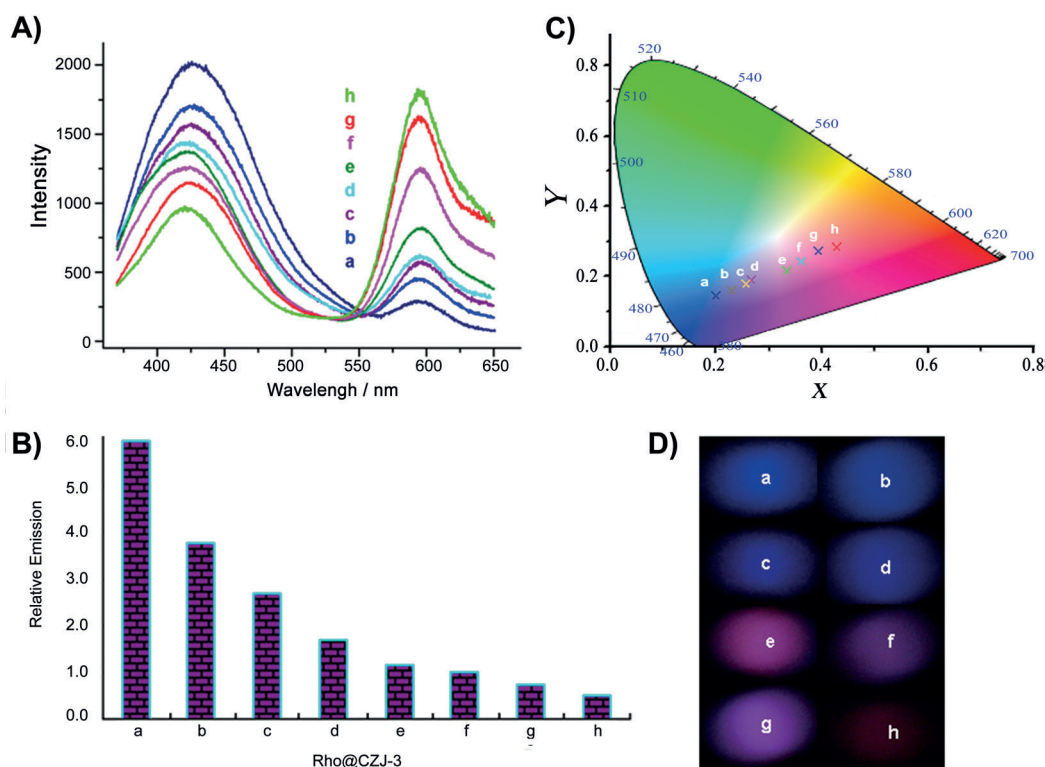 A)
Intensity
2000
1500
1000
500
0
h
g
f
e
d
c
b
a
400 450 500 550 600 650
Wavelengh / nm
C)
Y
0.8
0.6
0.4
0.2
0.0
520
540
510
560
500
580
600
620
700
490
480
470
460
380
a b c d e f g h
0.0 0.2 0.4 0.6 0.8
X
B)
Relative Emission
6.0
5.0
4.0
3.0
2.0
1.0
0.0
a b c d e f g h
Rho@CZJ-3
D)
a b
c d
e f
g h